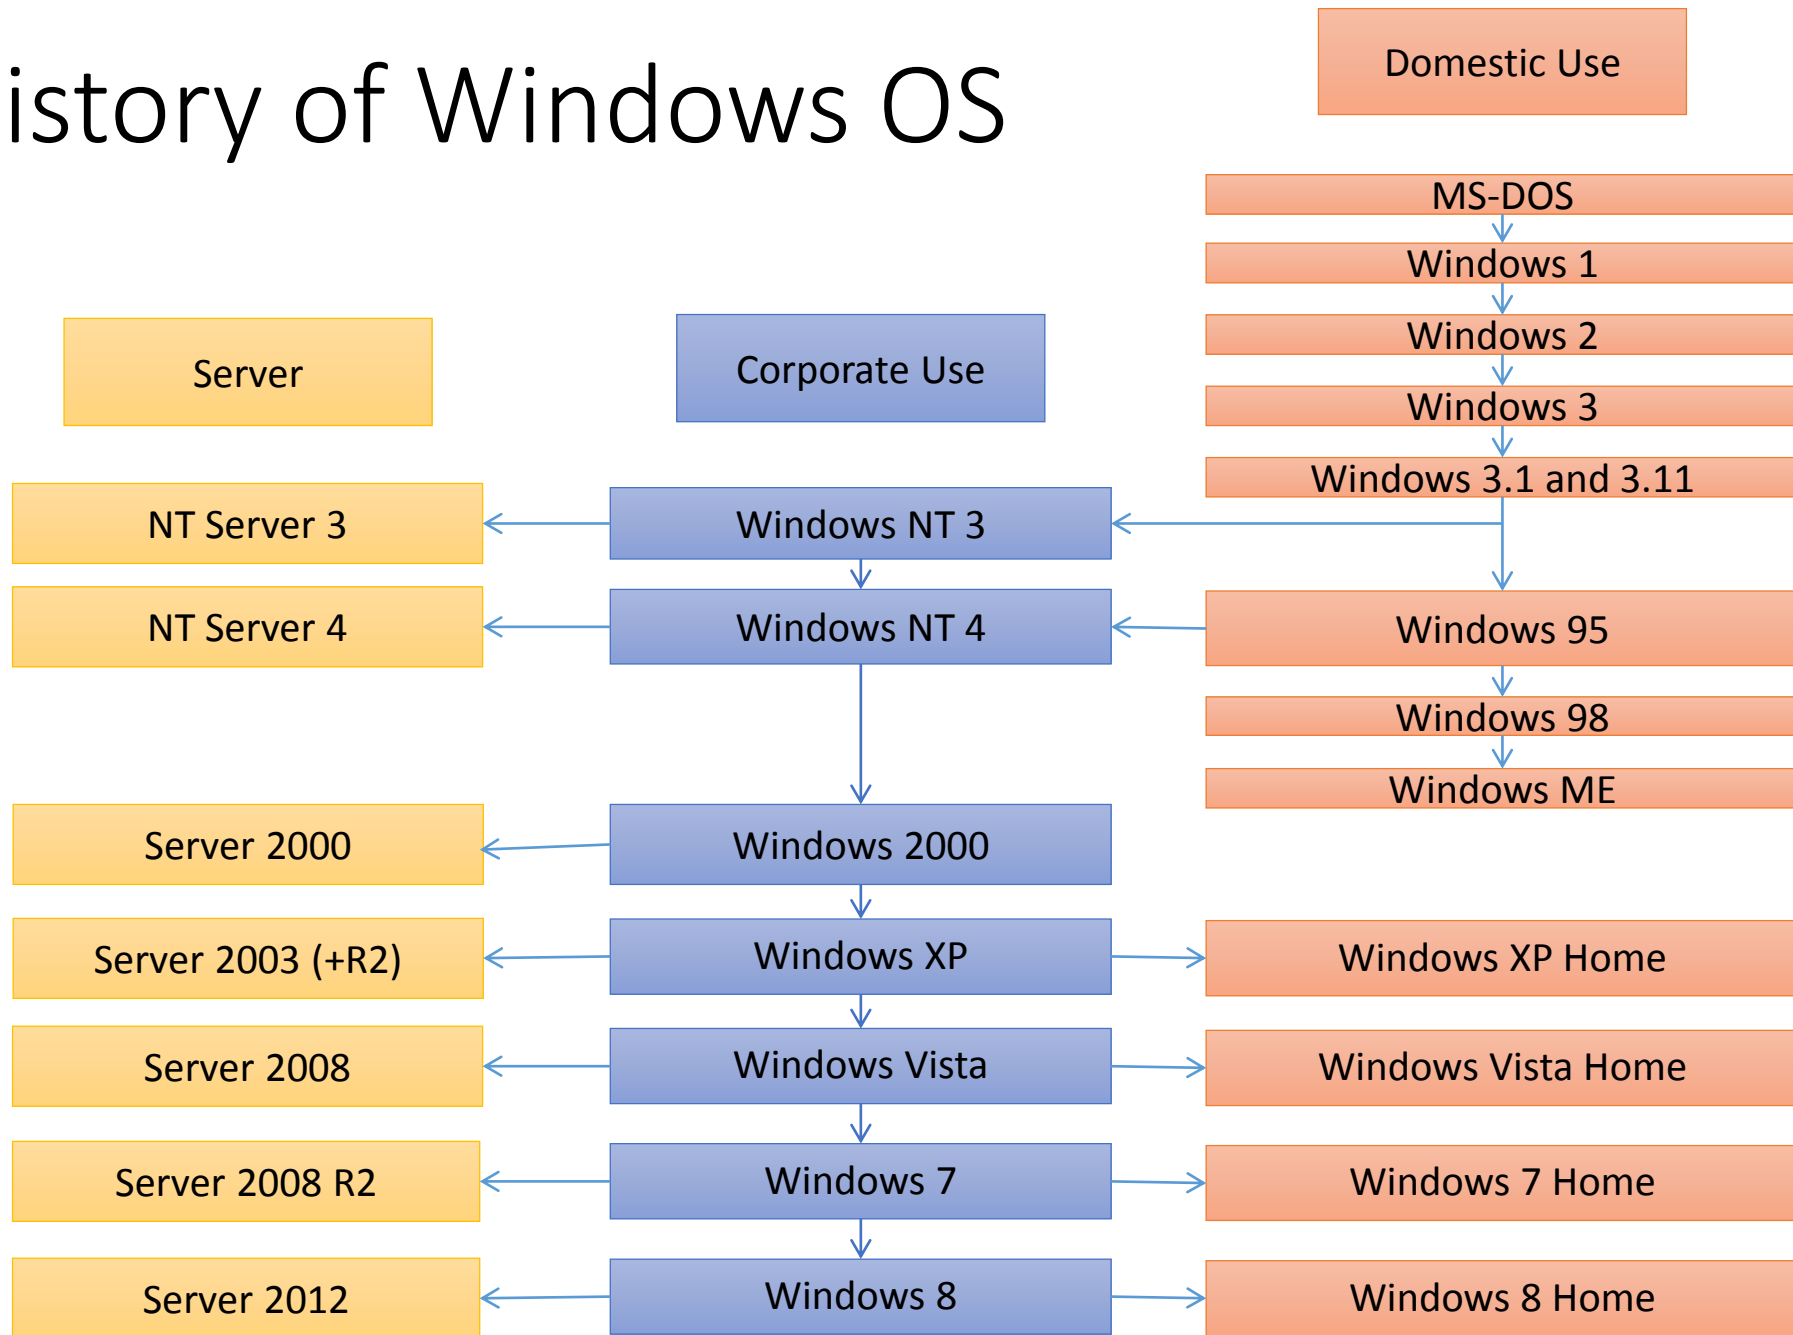 istory of Windows OS
Domestic Use
MS-DOS
Windows 1
Windows 2
Server
Corporate Use
Windows 3
Windows 3.1 and 3.11
NT Server 3
Windows NT 3
NT Server 4
Windows NT 4
Windows 95
Windows 98
Windows ME
Server 2000
Windows 2000
Server 2003 (+R2)
Windows XP
Windows XP Home
Server 2008
Windows Vista
Windows Vista Home
Server 2008 R2
Windows 7
Windows 7 Home
Server 2012
Windows 8
Windows 8 Home